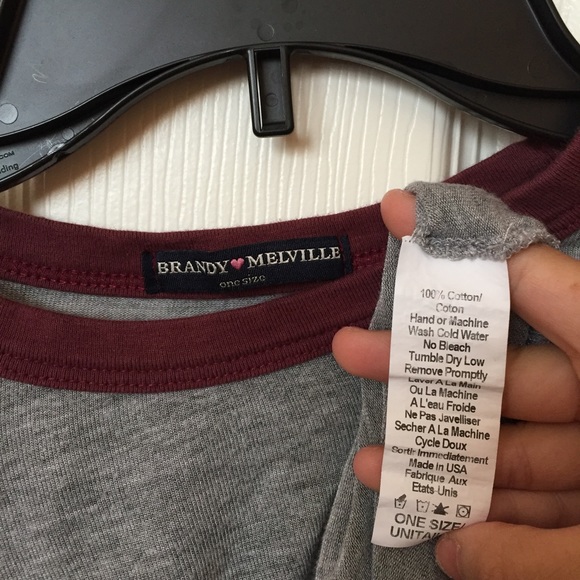 BRANDY MELVILLE
one size
100% Cotton/
Coton
Hand or Machine
Wash Cold Water
No Bleach
Tumble Dry Low
Remove Promptly
Laver A La Main
Ou La Machine
A L'eau Froide
Ne Pas Javelliser
Secher A La Machine
Cycle Doux
Sortir Immediatement
Made in USA
Fabrique Aux
Etats-Unis
ONE SIZE/